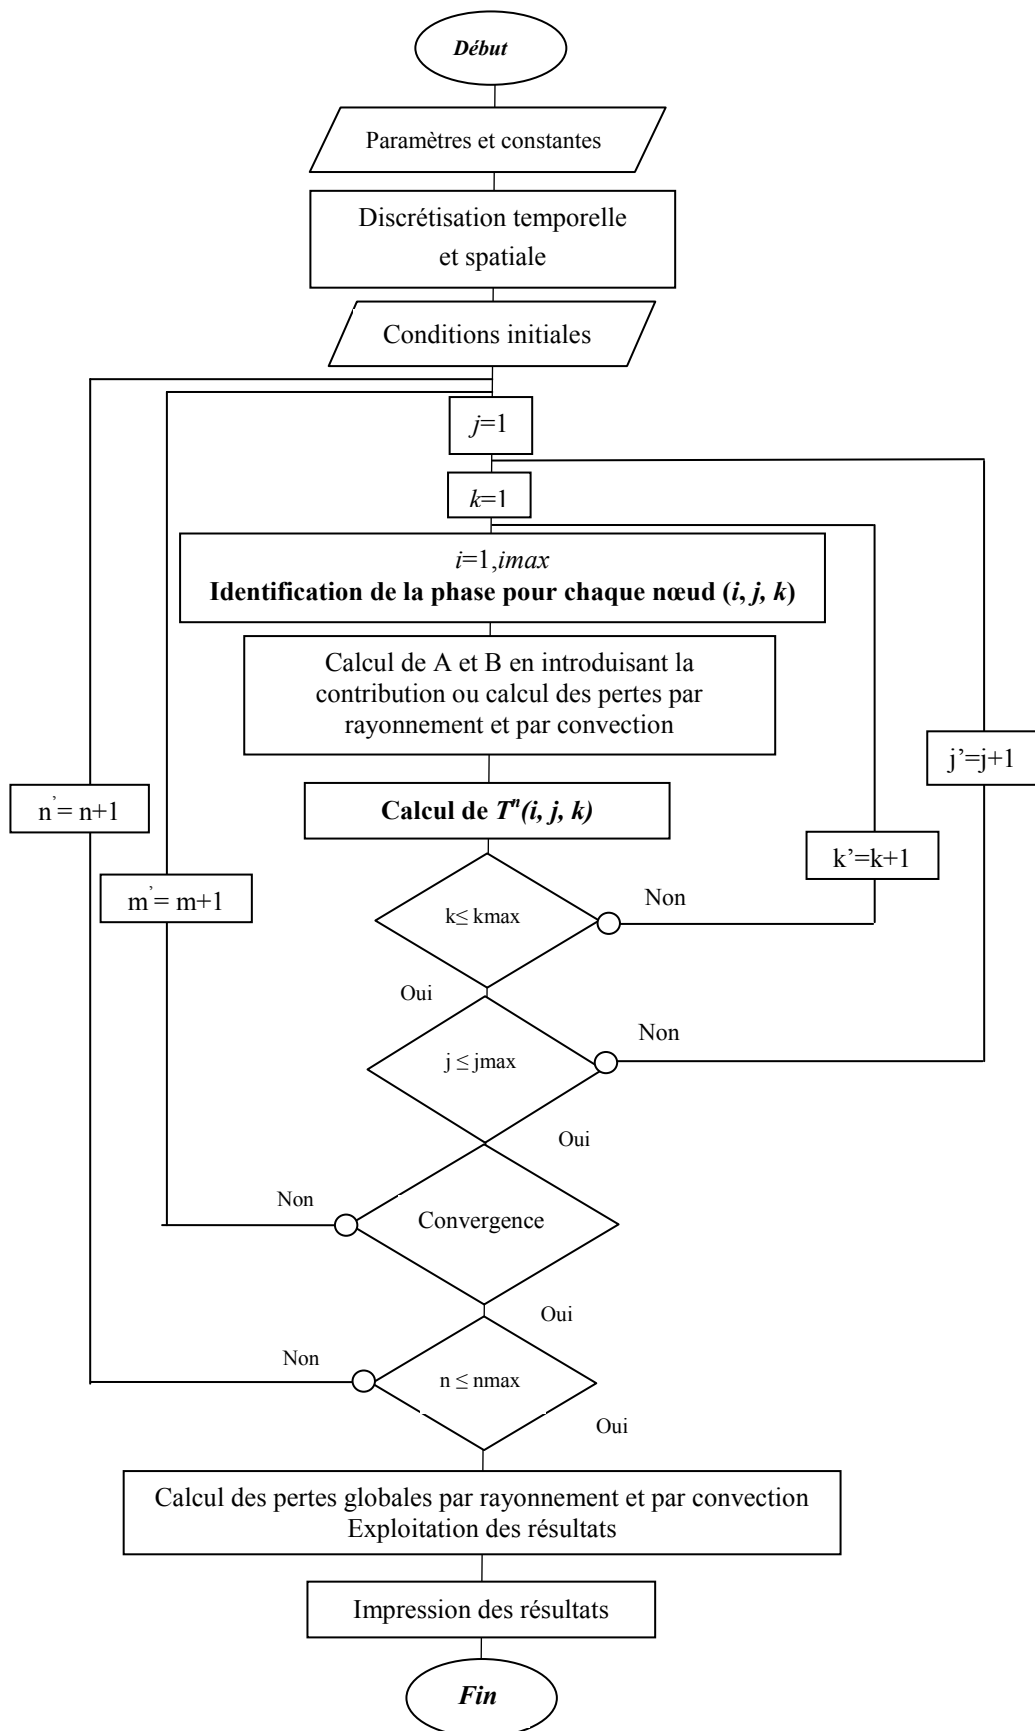 Début
Paramètres et constantes
Discrétisation temporelle
et spatiale
Conditions initiales
j=1
k=1
i=1,imax
Identification de la phase pour chaque nœud (i, j, k)
Calcul de A et B en introduisant la
contribution ou calcul des pertes par
rayonnement et par convection
j’=j+1
n’= n+1
Calcul de Tⁿ(i, j, k)
k’=k+1
m’= m+1
k≤ kmax
Non
Oui
j ≤ jmax
Non
Oui
Non
Convergence
Oui
Non
n ≤ nmax
Oui
Calcul des pertes globales par rayonnement et par convection
Exploitation des résultats
Impression des résultats
Fin